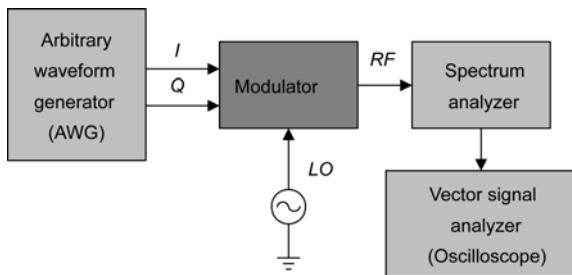 Arbitrary
waveform
generator
(AWG)
I
Q
Modulator
RF
Spectrum
analyzer
LO
Vector signal
analyzer
(Oscilloscope)